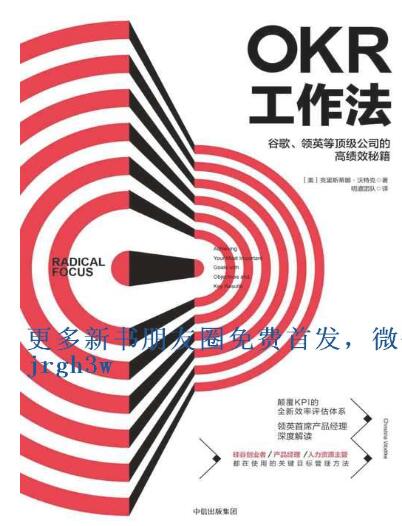 OKR
工作法
谷歌、领英等顶级公司的
高绩效秘籍
[美] 克里斯蒂娜·沃特克 著
明道团队 译
RADICAL
FOCUS
Achieving
Your Most Important
Goals with
Objectives and
Key Results
更多新书朋友圈免费首发，微
jrgh3w
颠覆KPI的
全新效率评估体系
领英首席产品经理
深度解读
Christina Wodtke
硅谷创业者 / 产品经理 / 人力资源主管
都在使用的关键目标管理方法
中信出版集团